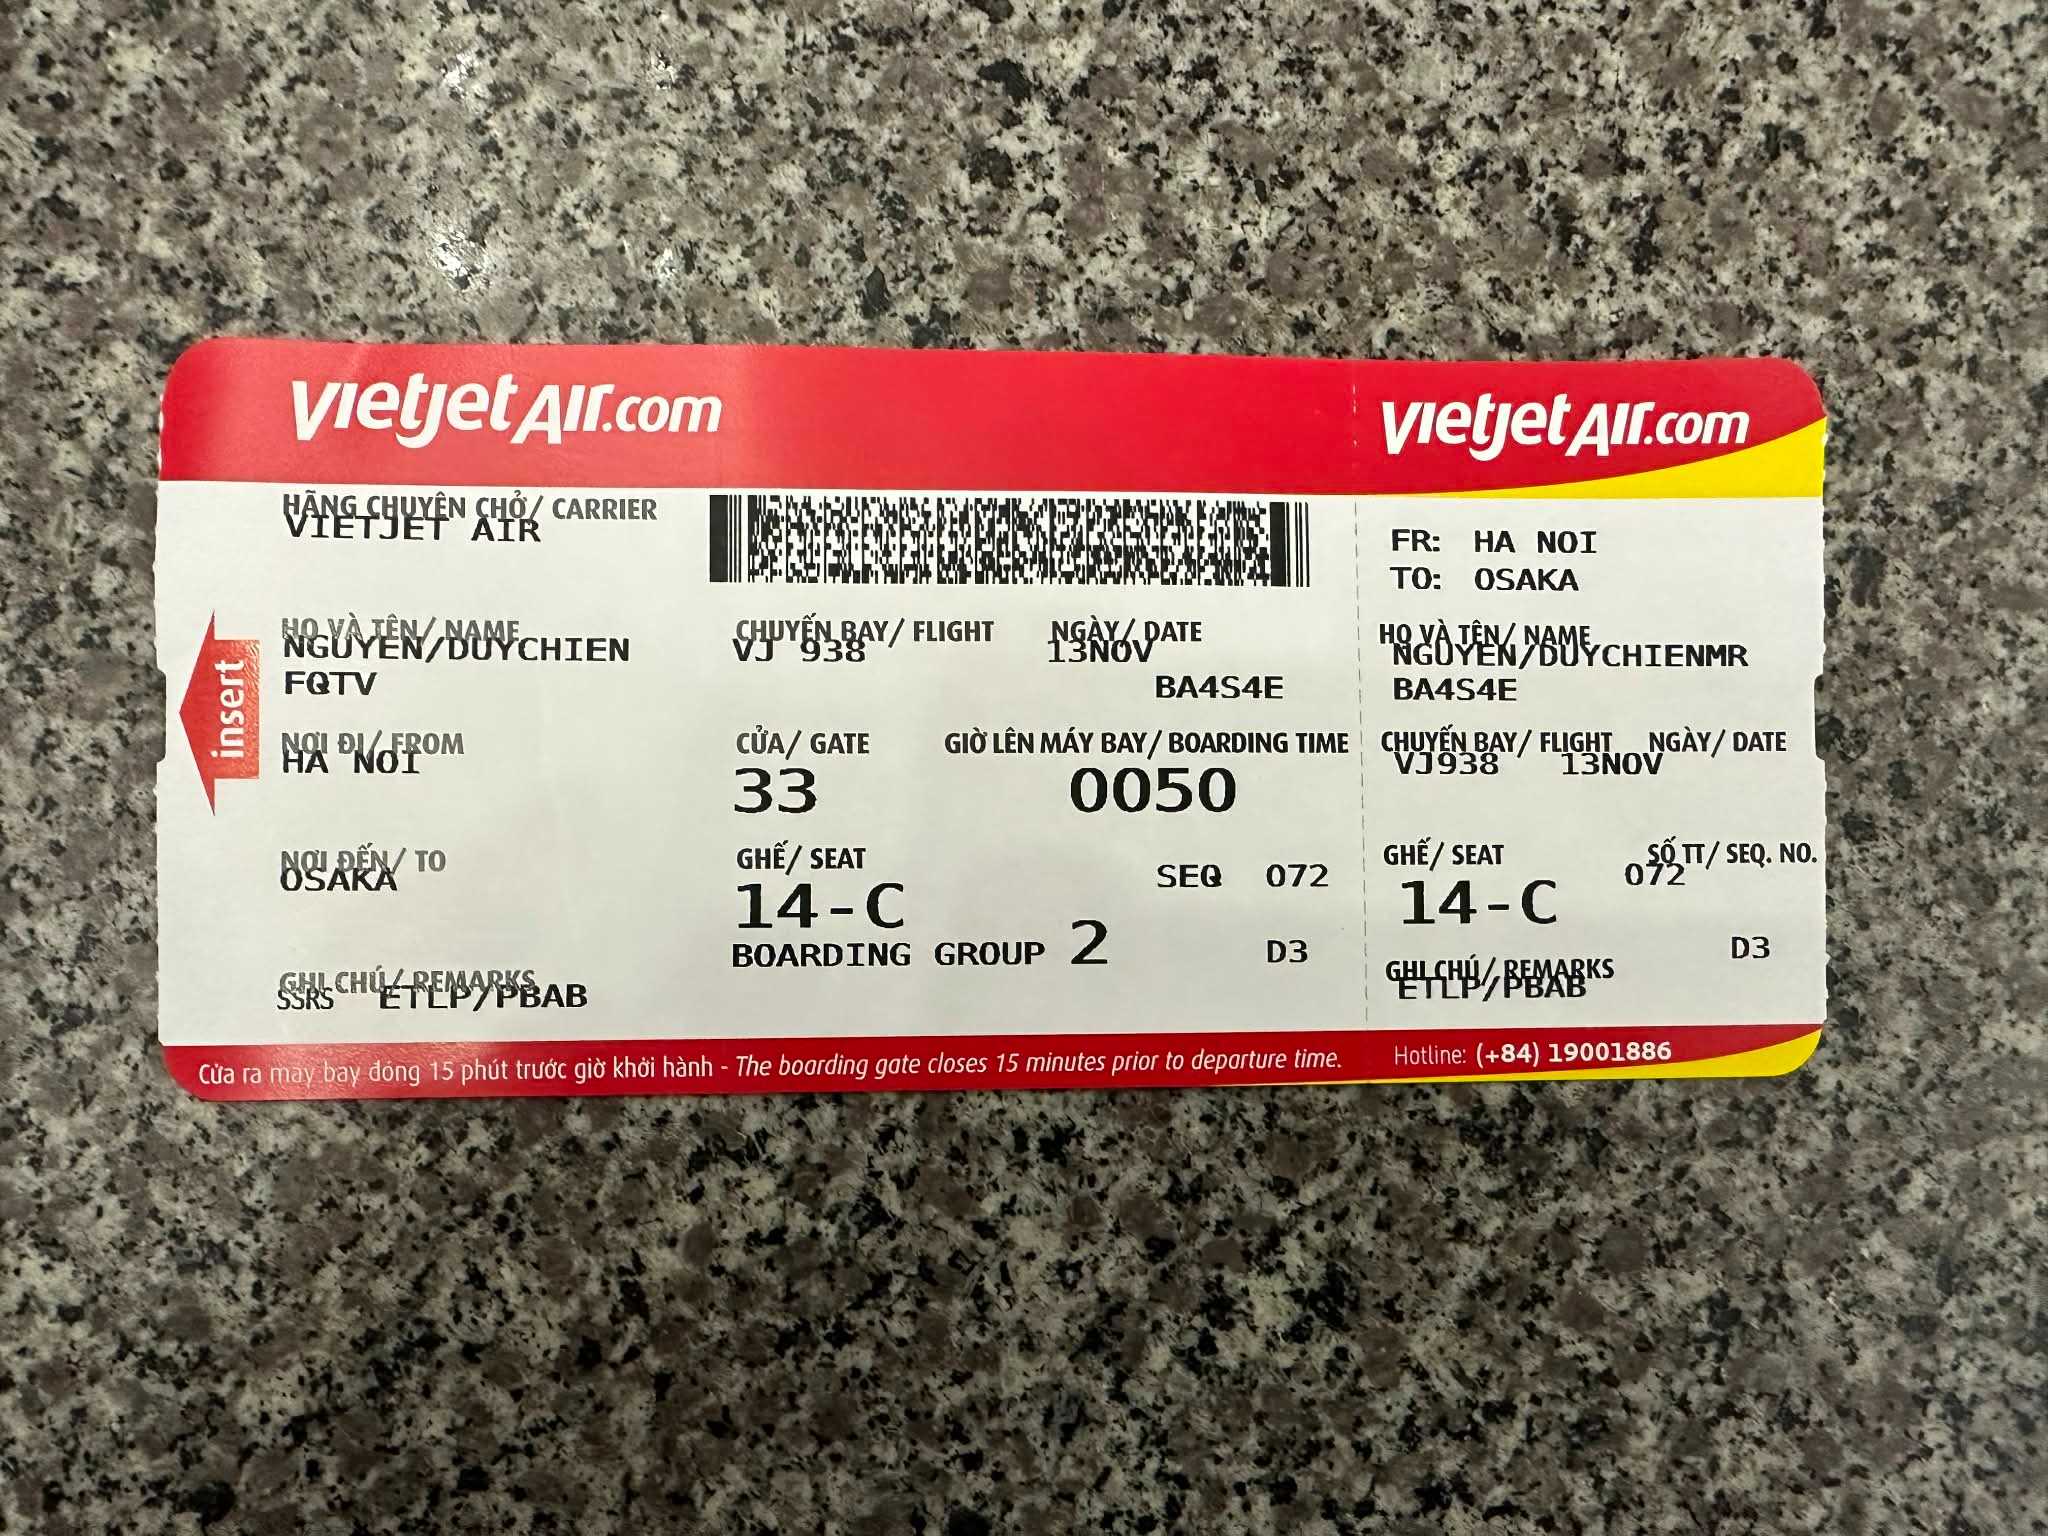 vietjetAir.com
HÃNG CHUYÊN CHỞ/ CARRIER
VIETJET AIR
HỌ VÀ TÊN/ NAME
NGUYEN/DUYCHIEN
FQTV
CHUYẾN BAY/ FLIGHT NGÀY/ DATE
VJ 938 13NOV
BA4S4E
insert
NƠI ĐI/ FROM
HA NOI
CỬA/ GATE GIỜ LÊN MÁY BAY/ BOARDING TIME
33 0050
NƠI ĐẾN/ TO
OSAKA
GHẾ/ SEAT
14-C
SEQ 072
BOARDING GROUP 2 D3
GHI CHÚ/ REMARKS
SSRS ETLP/PBAB
Cửa ra máy bay đóng 15 phút trước giờ khởi hành - The boarding gate closes 15 minutes prior to departure time.
vietjetAir.com
FR: HA NOI
TO: OSAKA
HỌ VÀ TÊN/ NAME
NGUYEN/DUYCHIENMR
BA4S4E
CHUYẾN BAY/ FLIGHT NGÀY/ DATE
VJ938 13NOV
GHẾ/ SEAT SỐ TT/ SEQ. NO.
14-C 072
D3
GHI CHÚ/ REMARKS
ETLP/PBAB
Hotline: (+84) 19001886